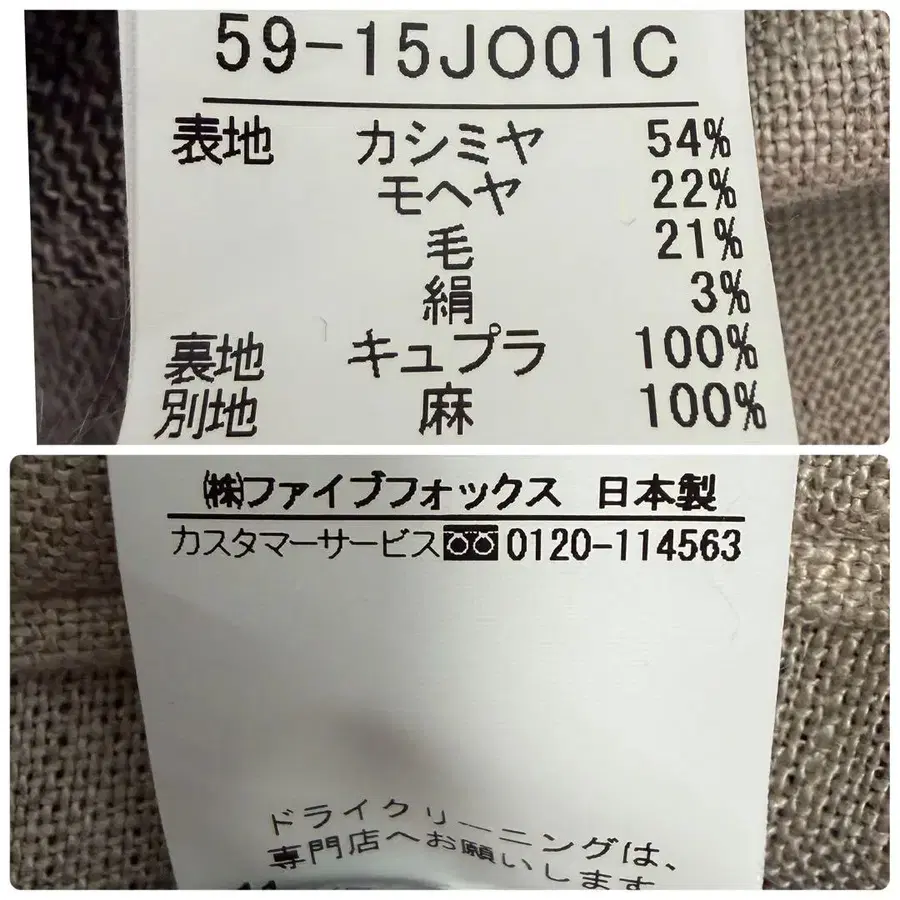 59-15JO01C
表地 カシミヤ 54%
モヘヤ 22%
毛 21%
絹 3%
裏地 キュプラ 100%
別地 麻 100%
㈱ファイブフォックス 日本製
カスタマーサービス 0120-114563
ドライクリーニングは、
専門店へお願いします